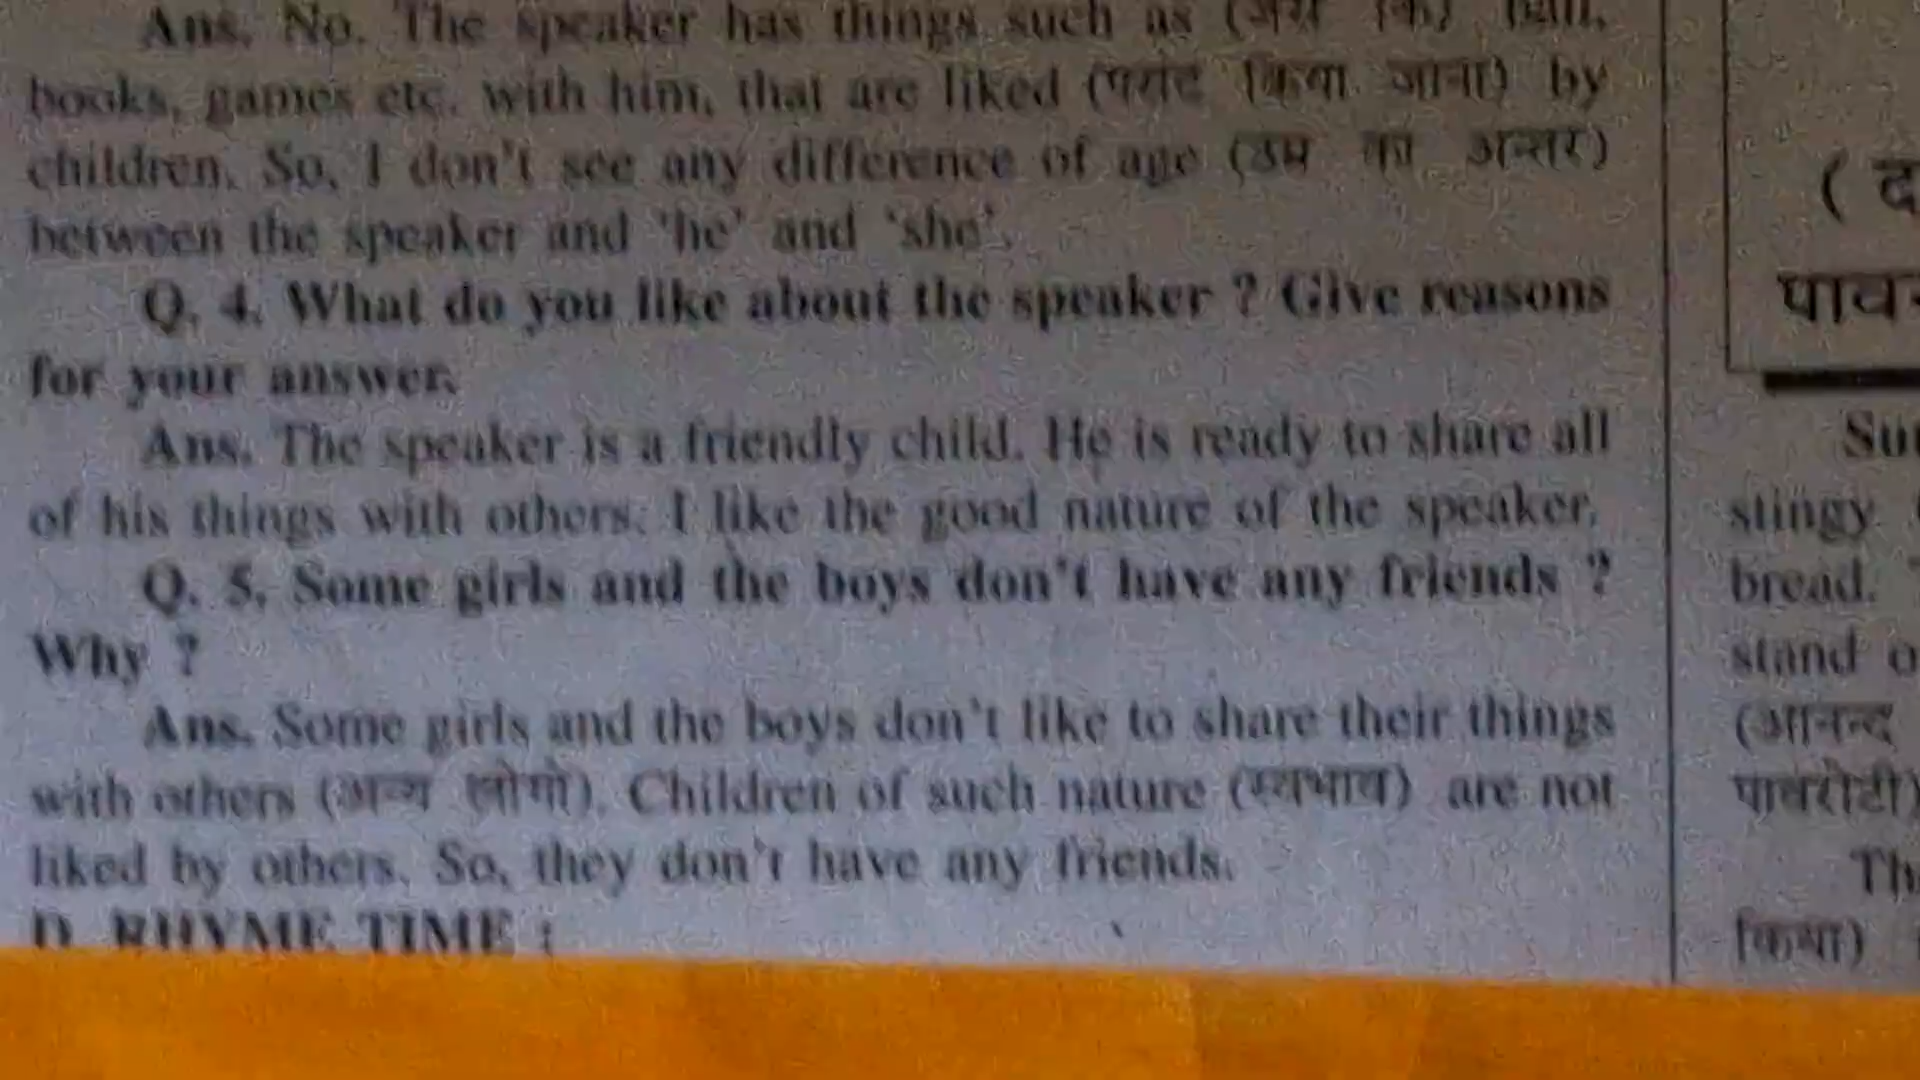 Ans. No. The speaker has things such as (जैसे कि)
books, games etc. with him, that are liked (पसंद किया जाना) by
children. So, I don't see any difference of age (उम्र का अन्तर)
between the speaker and 'he' and 'she'.
Q. 4. What do you like about the speaker ? Give reasons
for your answer.
Ans. The speaker is a friendly child. He is ready to share all
of his things with others. I like the good nature of the speaker.
Q. 5. Some girls and the boys don't have any friends ?
Why ?
Ans. Some girls and the boys don't like to share their things
with others (अन्य लोगों). Children of such nature (स्वभाव) are not
liked by others. So, they don't have any friends.
D. RHYME TIME :
( द
पाव
stingy
bread.
stand
(आनन्द
पावरोटी)
किया)